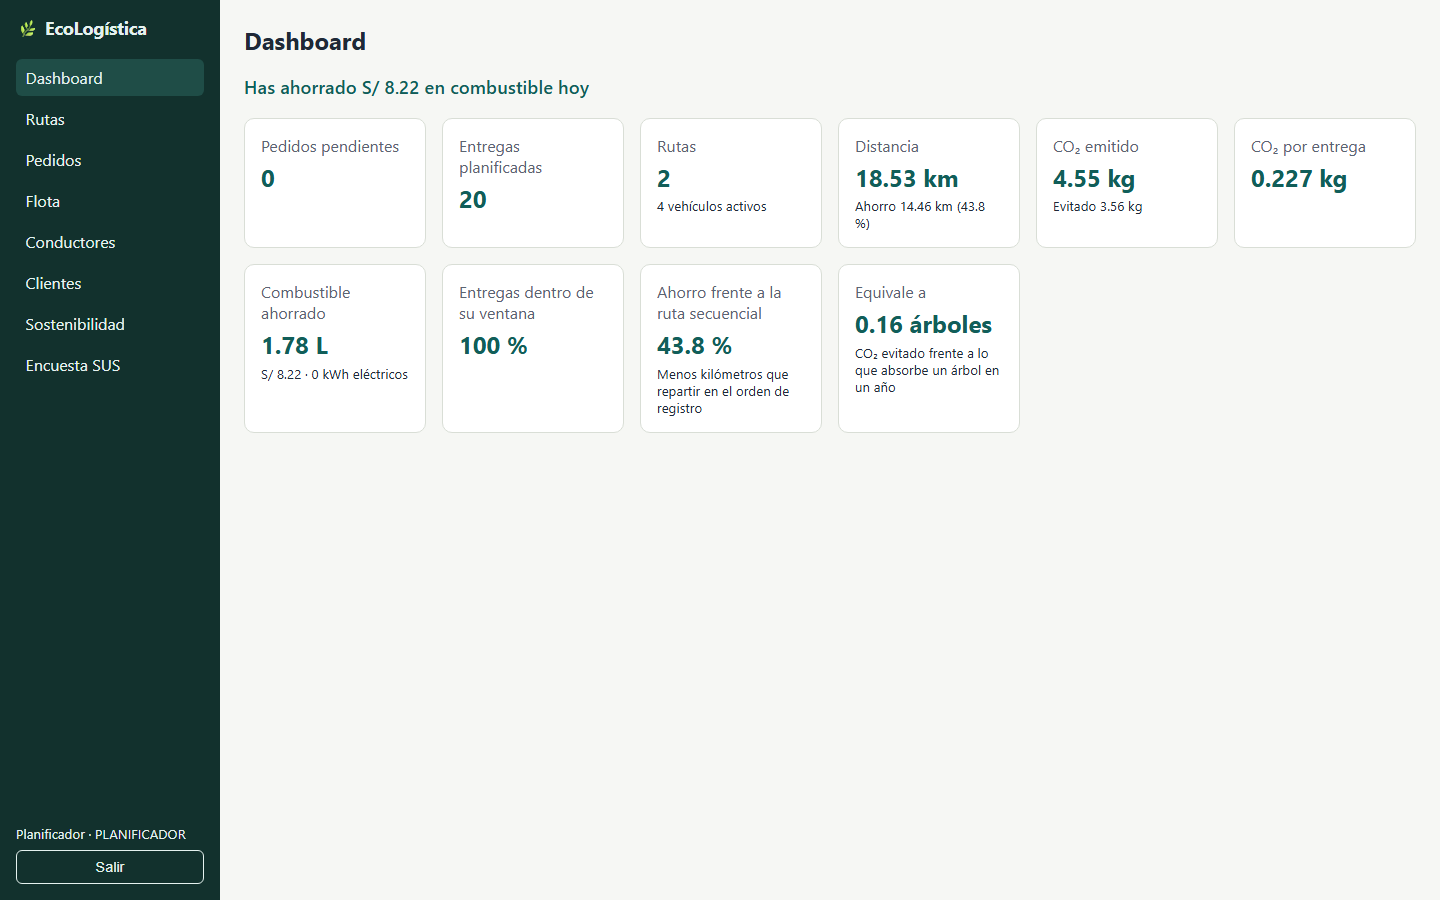 EcoLogística
Dashboard
Rutas
Pedidos
Flota
Conductores
Clientes
Sostenibilidad
Encuesta SUS
Planificador · PLANIFICADOR
Salir
Dashboard
Has ahorrado S/ 8.22 en combustible hoy
Pedidos pendientes
0
Entregas
planificadas
20
Rutas
2
4 vehículos activos
Distancia
18.53 km
Ahorro 14.46 km (43.8
%)
CO₂ emitido
4.55 kg
Evitado 3.56 kg
CO₂ por entrega
0.227 kg
Combustible
ahorrado
1.78 L
S/ 8.22 · 0 kWh eléctricos
Entregas dentro de
su ventana
100 %
Ahorro frente a la
ruta secuencial
43.8 %
Menos kilómetros que
repartir en el orden de
registro
Equivale a
0.16 árboles
CO₂ evitado frente a lo
que absorbe un árbol en
un año